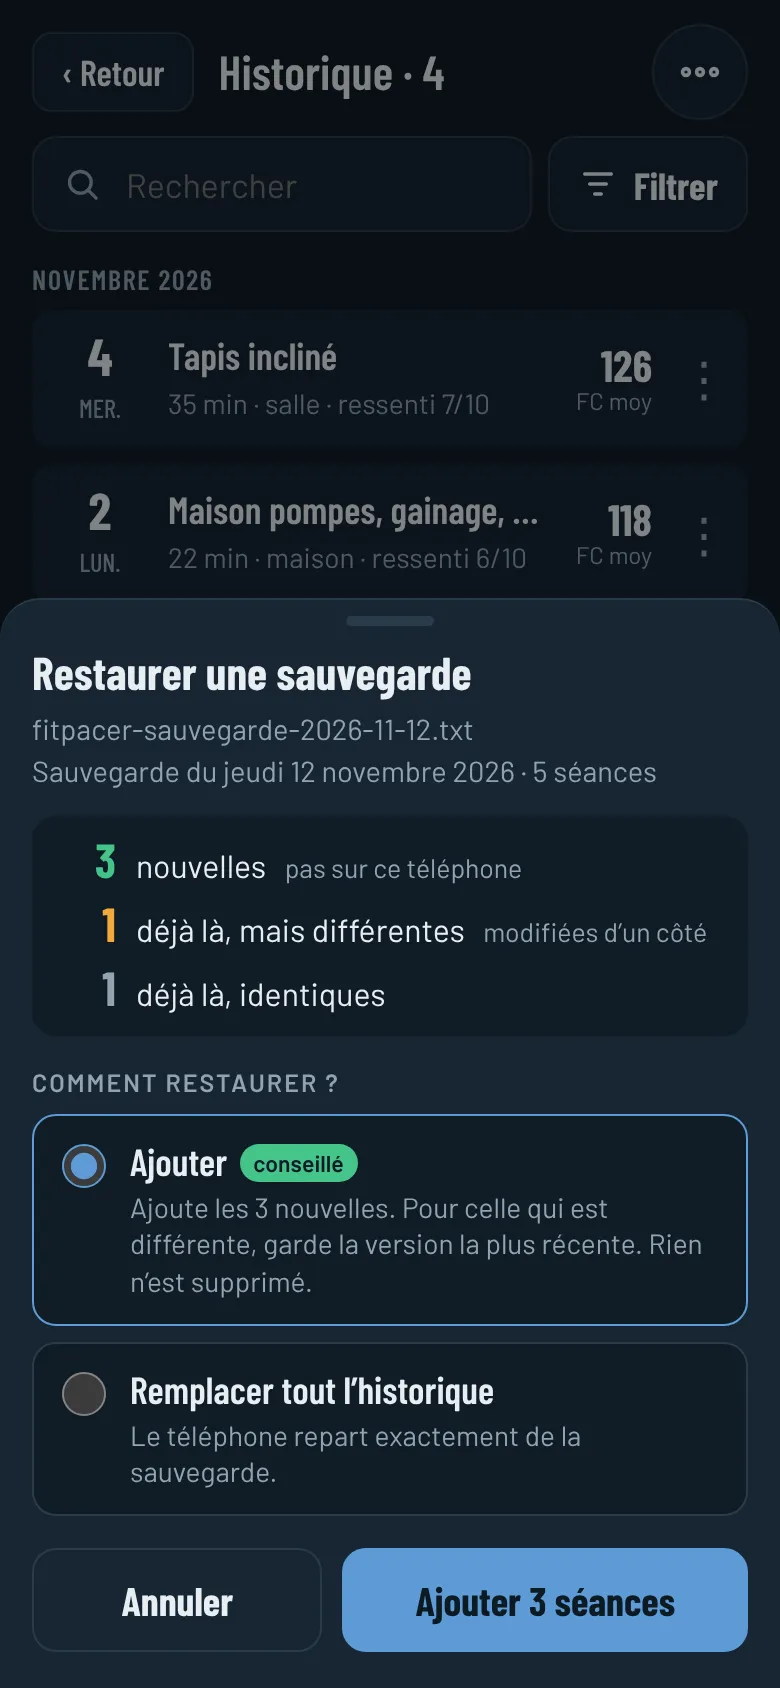 ‹ Retour
Historique · 4
Rechercher
Filtrer
NOVEMBRE 2026
4
MER.
Tapis incliné
35 min · salle · ressenti 7/10
126
FC moy
2
LUN.
Maison pompes, gainage, ...
22 min · maison · ressenti 6/10
118
FC moy
Restaurer une sauvegarde
fitpacer-sauvegarde-2026-11-12.txt
Sauvegarde du jeudi 12 novembre 2026 · 5 séances
3 nouvelles pas sur ce téléphone
1 déjà là, mais différentes modifiées d’un côté
1 déjà là, identiques
COMMENT RESTAURER ?
Ajouter conseillé
Ajoute les 3 nouvelles. Pour celle qui est
différente, garde la version la plus récente. Rien
n’est supprimé.
Remplacer tout l’historique
Le téléphone repart exactement de la
sauvegarde.
Annuler
Ajouter 3 séances